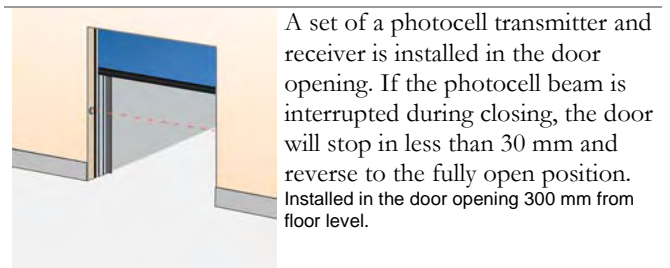 A set of a photocell transmitter and
receiver is installed in the door
opening. If the photocell beam is
interrupted during closing, the door
will stop in less than 30 mm and
reverse to the fully open position.
Installed in the door opening 300 mm from
floor level.